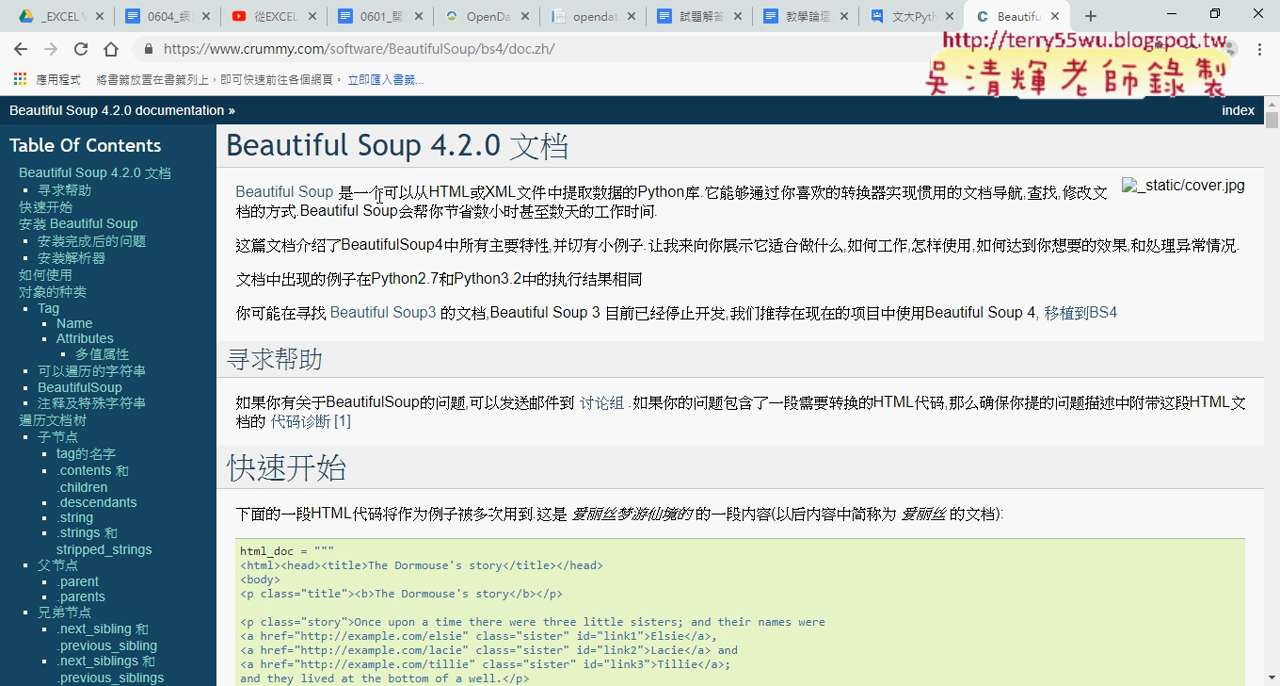 _EXCEL V
0604_網
從EXCEL
0601_開
OpenDa
opendat
試題解答
教學論壇
文大Pyth
Beautifu
https://www.crummy.com/software/BeautifulSoup/bs4/doc.zh/
http://terry55wu.blogspot.tw
應用程式 將書籤放置在書籤列上，即可快速前往各個網頁。 立即匯入書籤...
吳清輝老師錄製
Beautiful Soup 4.2.0 documentation » index
Table Of Contents
Beautiful Soup 4.2.0 文档
寻求帮助
快速开始
安装 Beautiful Soup
安装完成后的问题
安装解析器
如何使用
对象的种类
Tag
Name
Attributes
多值属性
可以遍历的字符串
BeautifulSoup
注释及特殊字符串
遍历文档树
子节点
tag的名字
.contents 和
.children
.descendants
.string
.strings 和
stripped_strings
父节点
.parent
.parents
兄弟节点
.next_sibling 和
.previous_sibling
.next_siblings 和
.previous_siblings
Beautiful Soup 4.2.0 文档
_static/cover.jpg
Beautiful Soup 是一个可以从HTML或XML文件中提取数据的Python库.它能够通过你喜欢的转换器实现惯用的文档导航,查找,修改文
档的方式.Beautiful Soup会帮你节省数小时甚至数天的工作时间.
这篇文档介绍了BeautifulSoup4中所有主要特性,并切有小例子.让我来向你展示它适合做什么,如何工作,怎样使用,如何达到你想要的效果,和处理异常情况.
文档中出现的例子在Python2.7和Python3.2中的执行结果相同
你可能在寻找 Beautiful Soup3 的文档,Beautiful Soup 3 目前已经停止开发,我们推荐在现在的项目中使用Beautiful Soup 4, 移植到BS4
寻求帮助
如果你有关于BeautifulSoup的问题,可以发送邮件到 讨论组 .如果你的问题包含了一段需要转换的HTML代码,那么确保你提的问题描述中附带这段HTML文
档的 代码诊断 [1]
快速开始
下面的一段HTML代码将作为例子被多次用到.这是 爱丽丝梦游仙境的 的一段内容(以后内容中简称为 爱丽丝 的文档):
html_doc = """
<html><head><title>The Dormouse's story</title></head>
<body>
<p class="title"><b>The Dormouse's story</b></p>
<p class="story">Once upon a time there were three little sisters; and their names were
<a href="http://example.com/elsie" class="sister" id="link1">Elsie</a>,
<a href="http://example.com/lacie" class="sister" id="link2">Lacie</a> and
<a href="http://example.com/tillie" class="sister" id="link3">Tillie</a>;
and they lived at the bottom of a well.</p>